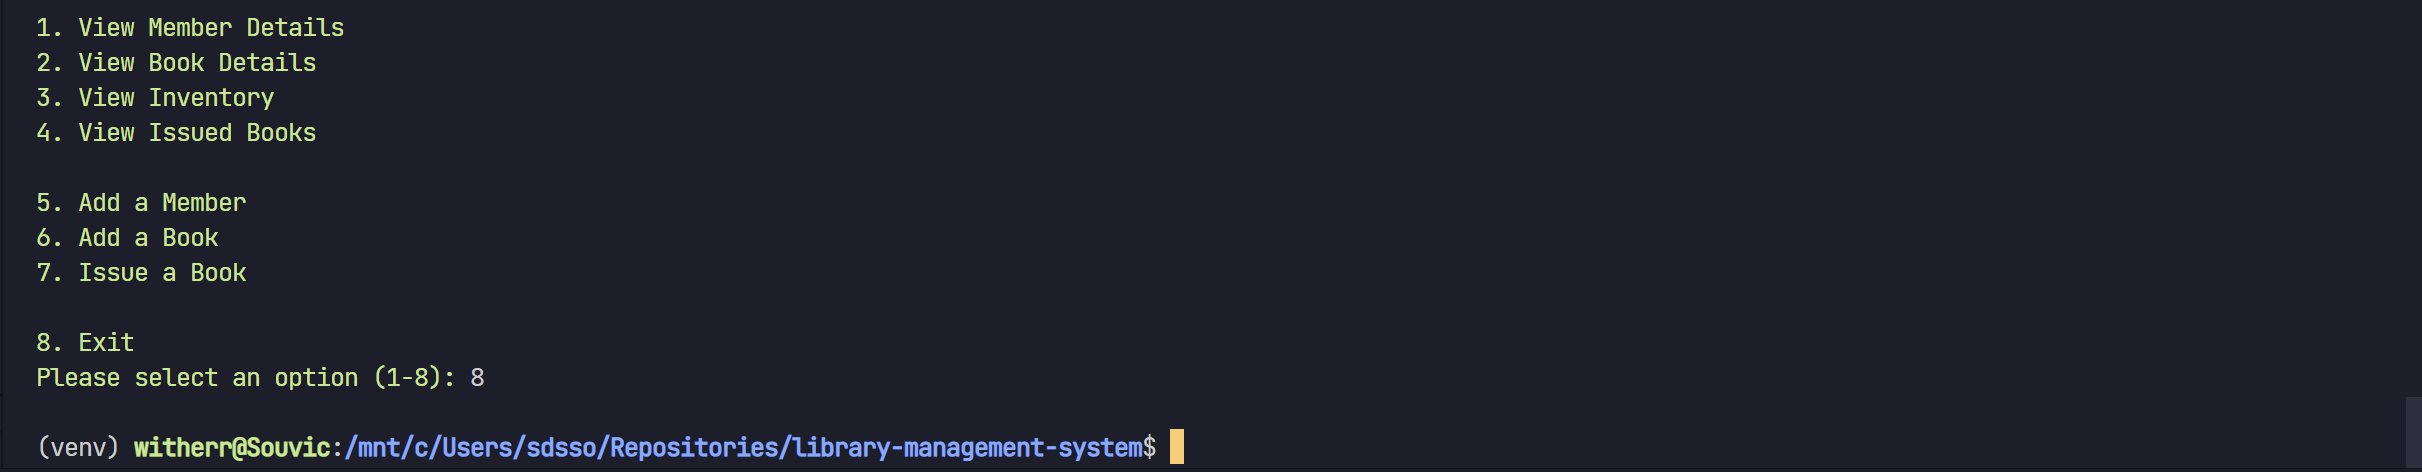 1. View Member Details
2. View Book Details
3. View Inventory
4. View Issued Books
5. Add a Member
6. Add a Book
7. Issue a Book
8. Exit
Please select an option (1-8): 8
(venv) witherr@Souvic:/mnt/c/Users/sdsso/Repositories/library-management-system$